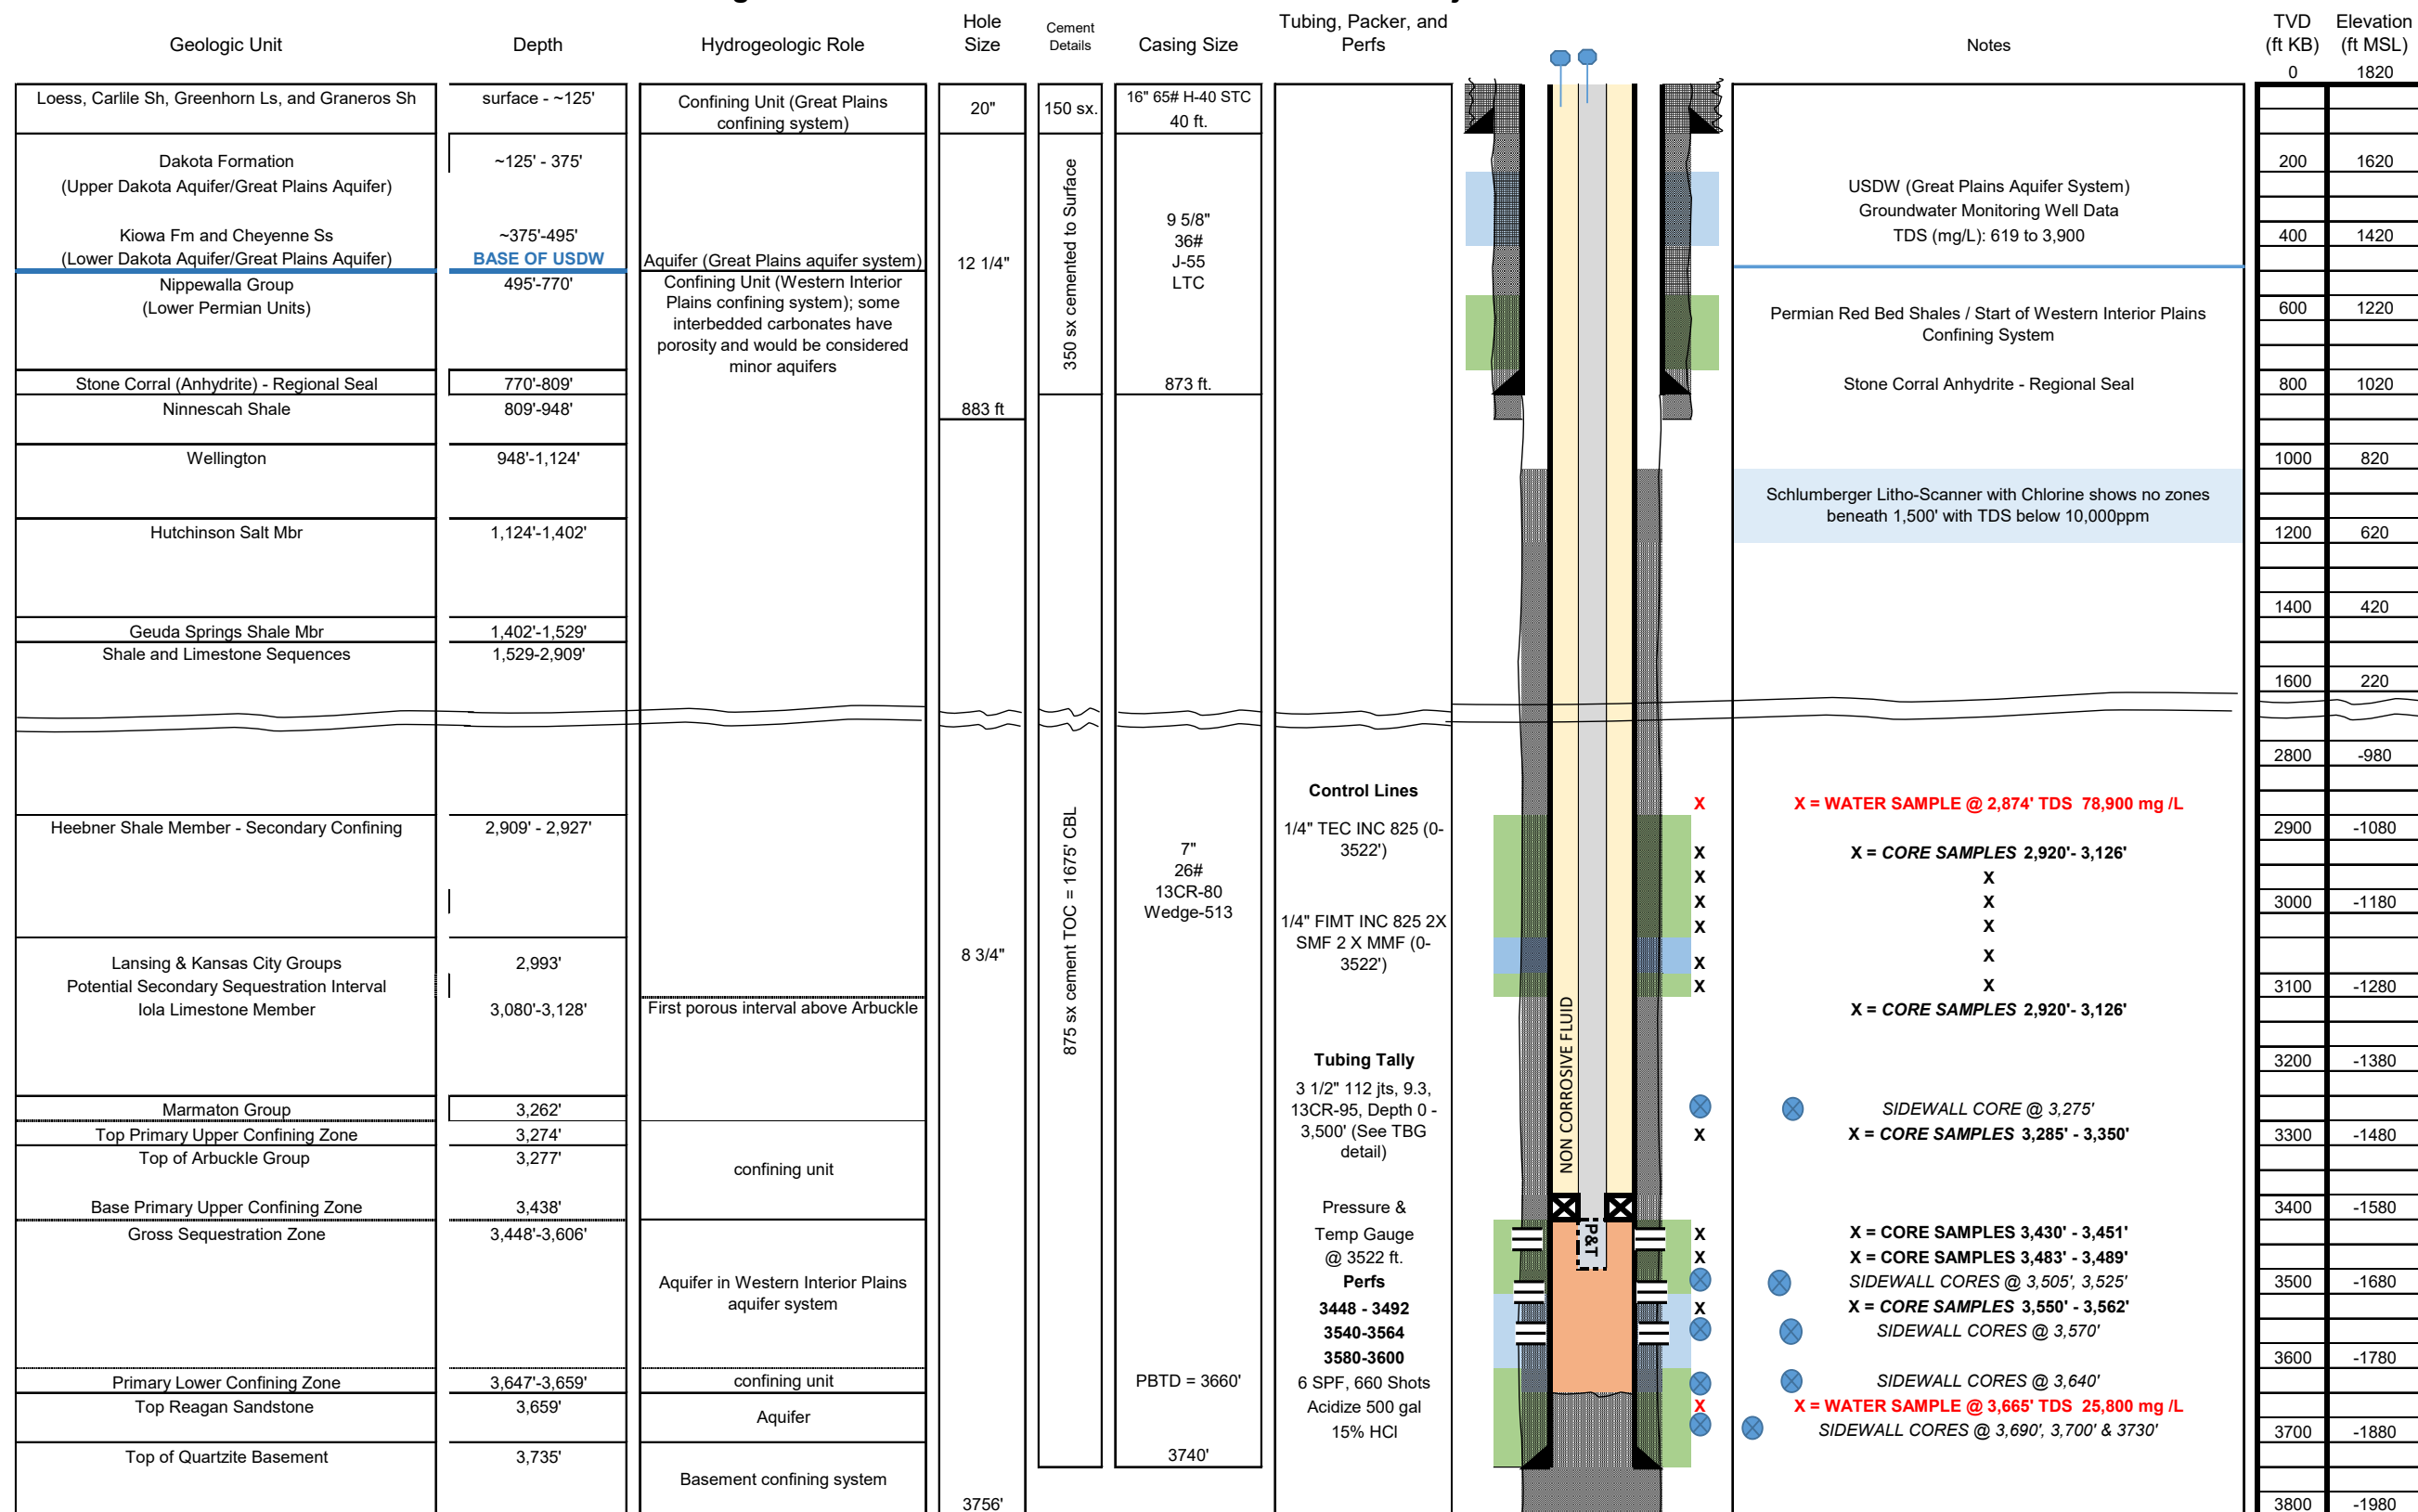 Geologic Unit
Depth
Hydrogeologic Role
Hole
Size
Cement
Details
Casing Size
Tubing, Packer, and
Perfs
Notes
TVD
(ft KB)
Elevation
(ft MSL)
0 1820
Loess, Carlile Sh, Greenhorn Ls, and Graneros Sh
surface - ~125'
Confining Unit (Great Plains
confining system)
20"
150 sx.
16" 65# H-40 STC
40 ft.
Dakota Formation
(Upper Dakota Aquifer/Great Plains Aquifer)
~125' - 375'
Kiowa Fm and Cheyenne Ss
(Lower Dakota Aquifer/Great Plains Aquifer)
~375'-495'
BASE OF USDW
Aquifer (Great Plains aquifer system)
12 1/4"
350 sx cemented to Surface
9 5/8"
36#
J-55
LTC
USDW (Great Plains Aquifer System)
Groundwater Monitoring Well Data
TDS (mg/L): 619 to 3,900
200 1620
400 1420
Nippewalla Group
(Lower Permian Units)
495'-770'
Confining Unit (Western Interior
Plains confining system); some
interbedded carbonates have
porosity and would be considered
minor aquifers
Permian Red Bed Shales / Start of Western Interior Plains
Confining System
600 1220
Stone Corral (Anhydrite) - Regional Seal
770'-809'
873 ft.
Stone Corral Anhydrite - Regional Seal
800 1020
Ninnescah Shale
809'-948'
883 ft
Wellington
948'-1,124'
1000 820
Schlumberger Litho-Scanner with Chlorine shows no zones
beneath 1,500' with TDS below 10,000ppm
Hutchinson Salt Mbr
1,124'-1,402'
1200 620
1400 420
Geuda Springs Shale Mbr
1,402'-1,529'
Shale and Limestone Sequences
1,529-2,909'
1600 220
2800 -980
Control Lines
X
X = WATER SAMPLE @ 2,874' TDS 78,900 mg /L
Heebner Shale Member - Secondary Confining
2,909' - 2,927'
875 sx cement TOC = 1675' CBL
7"
26#
13CR-80
Wedge-513
1/4" TEC INC 825 (0-
3522')
2900 -1080
X
X = CORE SAMPLES 2,920'- 3,126'
X
X
X
X
3000 -1180
X
X
1/4" FIMT INC 825 2X
SMF 2 X MMF (0-
3522')
8 3/4"
Lansing & Kansas City Groups
2,993'
X
X
Potential Secondary Sequestration Interval
X
X
3100 -1280
Iola Limestone Member
3,080'-3,128'
First porous interval above Arbuckle
X = CORE SAMPLES 2,920'- 3,126'
NON CORROSIVE FLUID
Tubing Tally
3200 -1380
3 1/2" 112 jts, 9.3,
13CR-95, Depth 0 -
3,500' (See TBG
detail)
Marmaton Group
3,262'
SIDEWALL CORE @ 3,275'
Top Primary Upper Confining Zone
3,274'
X
X = CORE SAMPLES 3,285' - 3,350'
3300 -1480
Top of Arbuckle Group
3,277'
confining unit
Base Primary Upper Confining Zone
3,438'
Pressure &
Temp Gauge
@ 3522 ft.
3400 -1580
Gross Sequestration Zone
3,448'-3,606'
P&T
X
X = CORE SAMPLES 3,430' - 3,451'
X
X = CORE SAMPLES 3,483' - 3,489'
Aquifer in Western Interior Plains
aquifer system
Perfs
3448 - 3492
3540-3564
3580-3600
SIDEWALL CORES @ 3,505', 3,525'
3500 -1680
X
X = CORE SAMPLES 3,550' - 3,562'
SIDEWALL CORES @ 3,570'
3600 -1780
Primary Lower Confining Zone
3,647'-3,659'
confining unit
PBTD = 3660'
6 SPF, 660 Shots
Acidize 500 gal
15% HCl
SIDEWALL CORES @ 3,640'
Top Reagan Sandstone
3,659'
Aquifer
X
X = WATER SAMPLE @ 3,665' TDS 25,800 mg /L
SIDEWALL CORES @ 3,690', 3,700' & 3730'
3700 -1880
Top of Quartzite Basement
3,735'
Basement confining system
3740'
3756'
3800 -1980